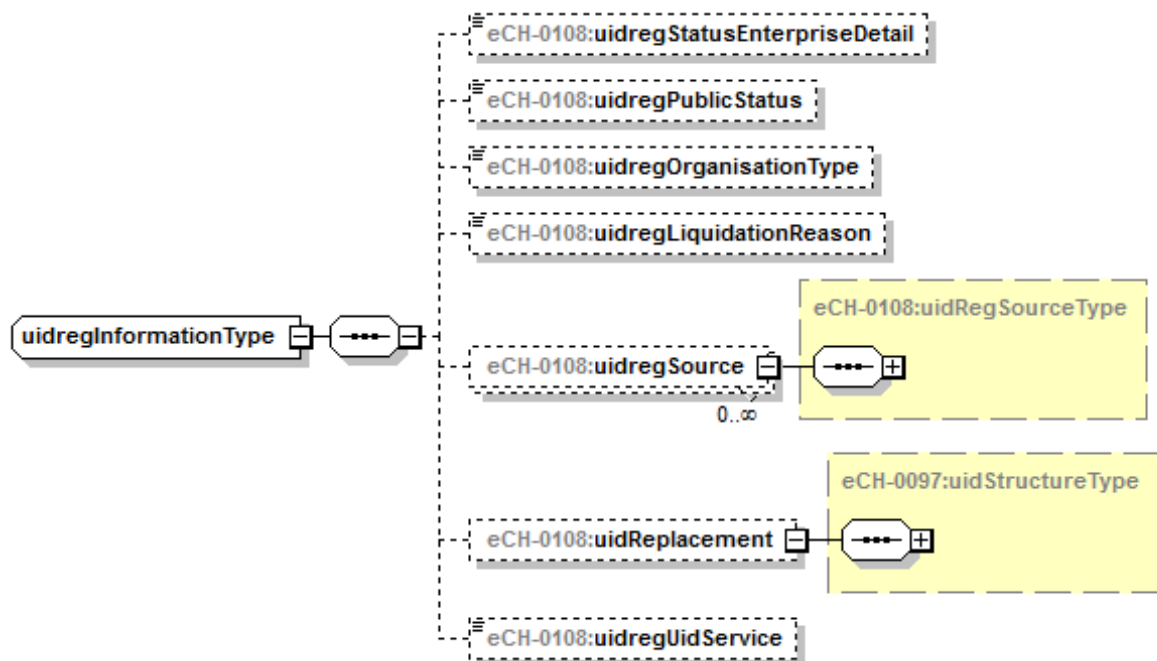 eCH-0108:uidregStatusEnterpriseDetail
eCH-0108:uidregPublicStatus
eCH-0108:uidregOrganisationType
eCH-0108:uidregLiquidationReason
eCH-0108:uidRegSourceType
uidregInformationType
eCH-0108:uidregSource
0..∞
eCH-0097:uidStructureType
eCH-0108:uidReplacement
eCH-0108:uidregUidService